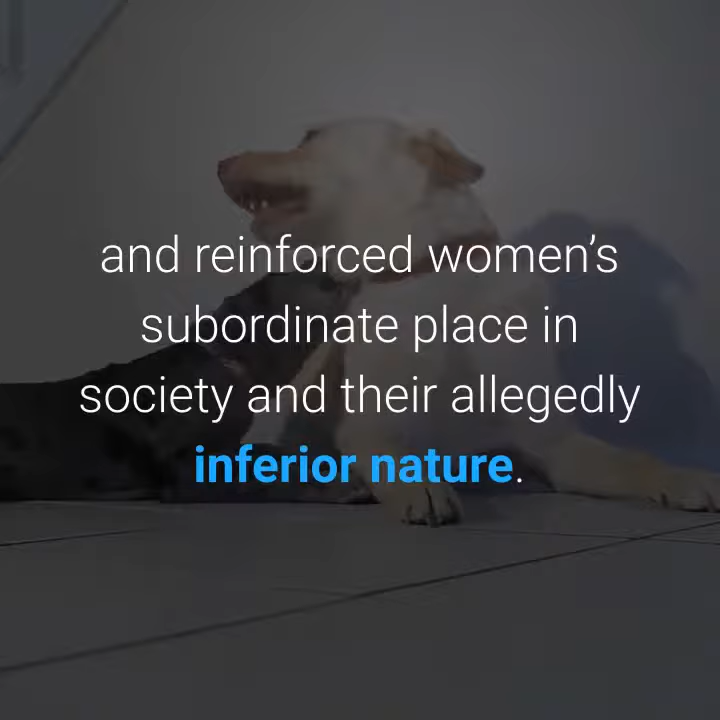 and reinforced women’s
subordinate place in
society and their allegedly
inferior nature.